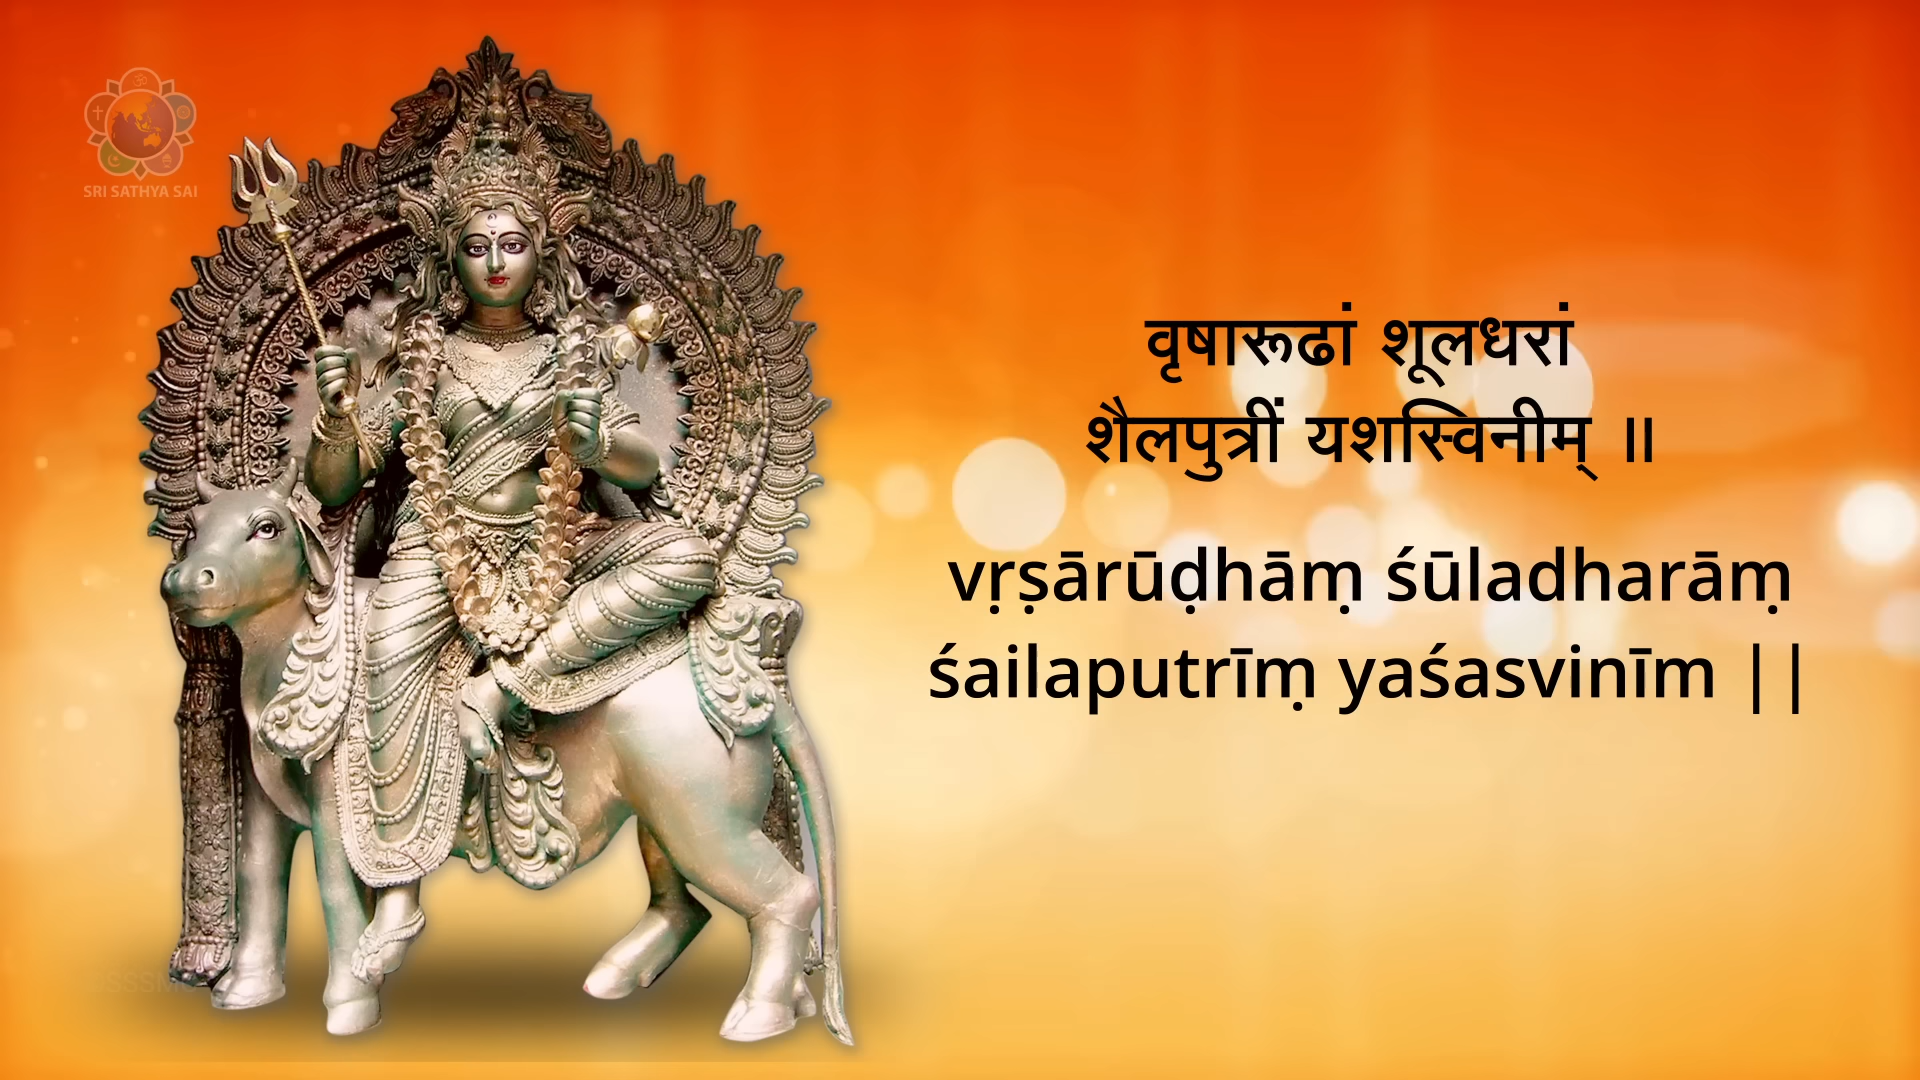 SRI SATHYA SAI
वृषारूढां शूलधरां
शैलपुत्रीं यशस्विनीम् ॥
vṛṣārūḍhāṃ śūladharāṃ
śailaputrīṃ yaśasvinīm ||